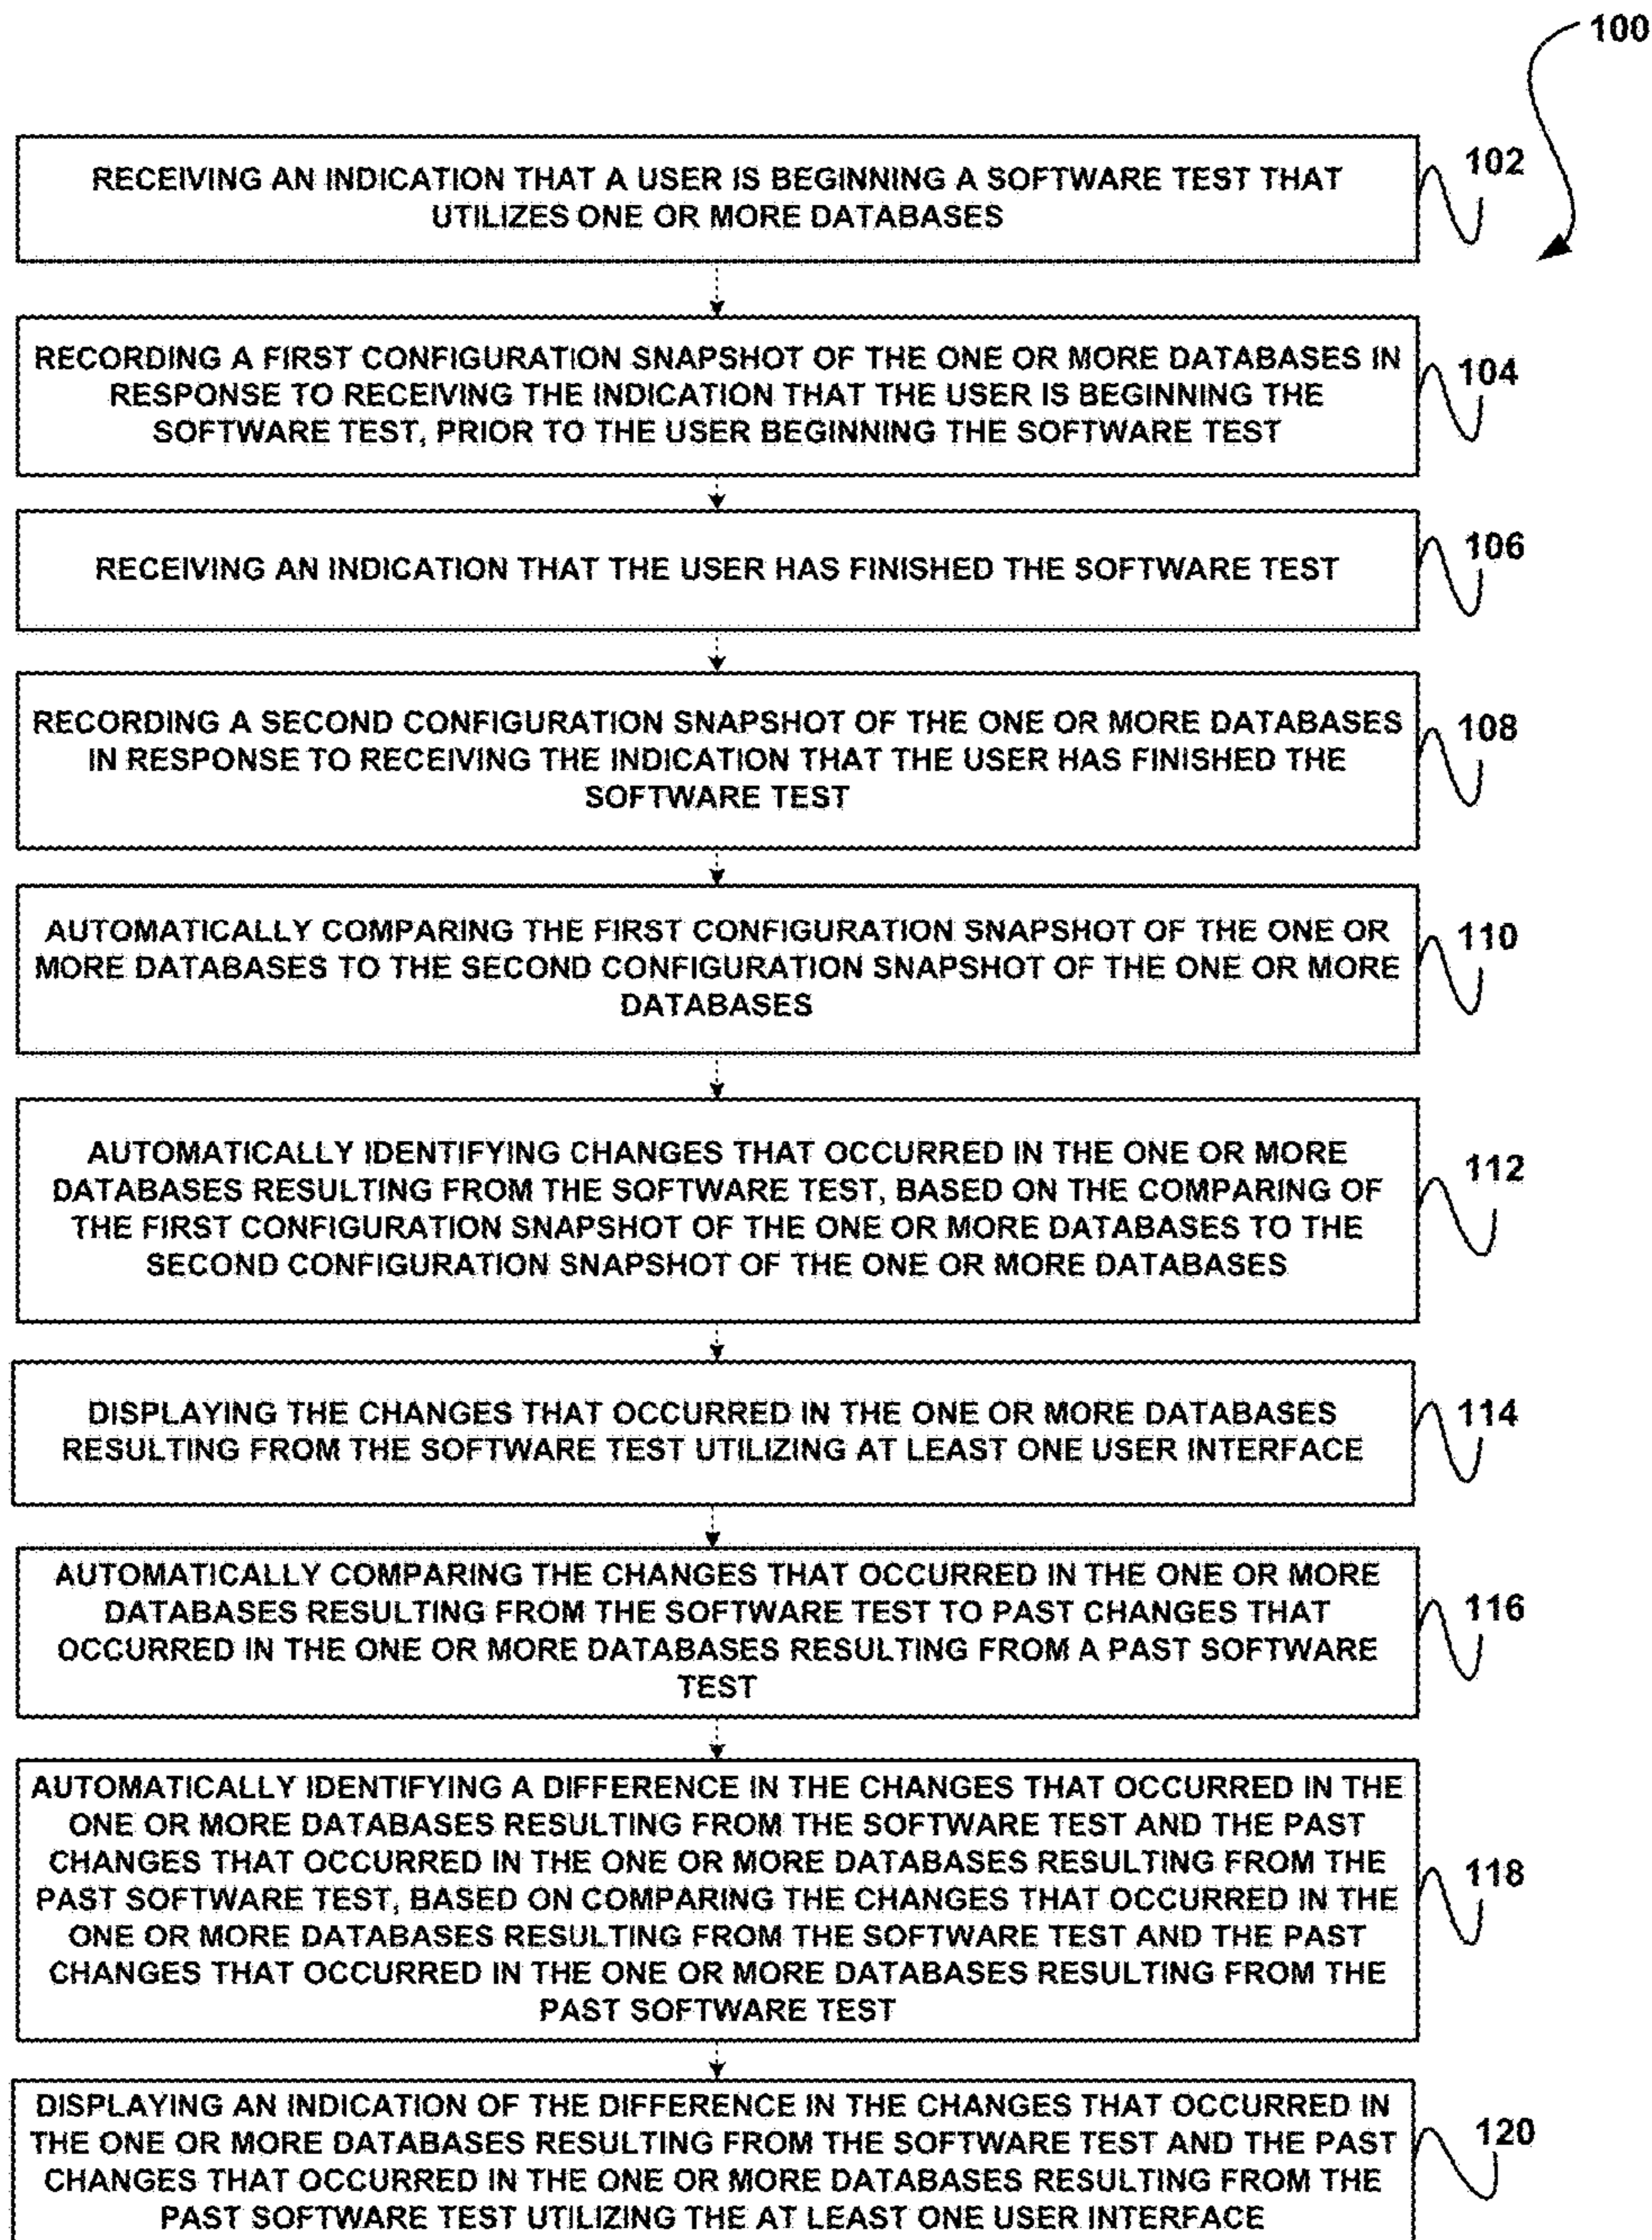 100
RECEIVING AN INDICATION THAT A USER IS BEGINNING A SOFTWARE TEST THAT
UTILIZES ONE OR MORE DATABASES
102
RECORDING A FIRST CONFIGURATION SNAPSHOT OF THE ONE OR MORE DATABASES IN
RESPONSE TO RECEIVING THE INDICATION THAT THE USER IS BEGINNING THE
SOFTWARE TEST, PRIOR TO THE USER BEGINNING THE SOFTWARE TEST
104
RECEIVING AN INDICATION THAT THE USER HAS FINISHED THE SOFTWARE TEST
106
RECORDING A SECOND CONFIGURATION SNAPSHOT OF THE ONE OR MORE DATABASES
IN RESPONSE TO RECEIVING THE INDICATION THAT THE USER HAS FINISHED THE
SOFTWARE TEST
108
AUTOMATICALLY COMPARING THE FIRST CONFIGURATION SNAPSHOT OF THE ONE OR
MORE DATABASES TO THE SECOND CONFIGURATION SNAPSHOT OF THE ONE OR MORE
DATABASES
110
AUTOMATICALLY IDENTIFYING CHANGES THAT OCCURRED IN THE ONE OR MORE
DATABASES RESULTING FROM THE SOFTWARE TEST, BASED ON THE COMPARING OF
THE FIRST CONFIGURATION SNAPSHOT OF THE ONE OR MORE DATABASES TO THE
SECOND CONFIGURATION SNAPSHOT OF THE ONE OR MORE DATABASES
112
DISPLAYING THE CHANGES THAT OCCURRED IN THE ONE OR MORE DATABASES
RESULTING FROM THE SOFTWARE TEST UTILIZING AT LEAST ONE USER INTERFACE
114
AUTOMATICALLY COMPARING THE CHANGES THAT OCCURRED IN THE ONE OR MORE
DATABASES RESULTING FROM THE SOFTWARE TEST TO PAST CHANGES THAT
OCCURRED IN THE ONE OR MORE DATABASES RESULTING FROM A PAST SOFTWARE
TEST
116
AUTOMATICALLY IDENTIFYING A DIFFERENCE IN THE CHANGES THAT OCCURRED IN THE
ONE OR MORE DATABASES RESULTING FROM THE SOFTWARE TEST AND THE PAST
CHANGES THAT OCCURRED IN THE ONE OR MORE DATABASES RESULTING FROM THE
PAST SOFTWARE TEST, BASED ON COMPARING THE CHANGES THAT OCCURRED IN THE
ONE OR MORE DATABASES RESULTING FROM THE SOFTWARE TEST AND THE PAST
CHANGES THAT OCCURRED IN THE ONE OR MORE DATABASES RESULTING FROM THE
PAST SOFTWARE TEST
118
DISPLAYING AN INDICATION OF THE DIFFERENCE IN THE CHANGES THAT OCCURRED IN
THE ONE OR MORE DATABASES RESULTING FROM THE SOFTWARE TEST AND THE PAST
CHANGES THAT OCCURRED IN THE ONE OR MORE DATABASES RESULTING FROM THE
PAST SOFTWARE TEST UTILIZING THE AT LEAST ONE USER INTERFACE
120